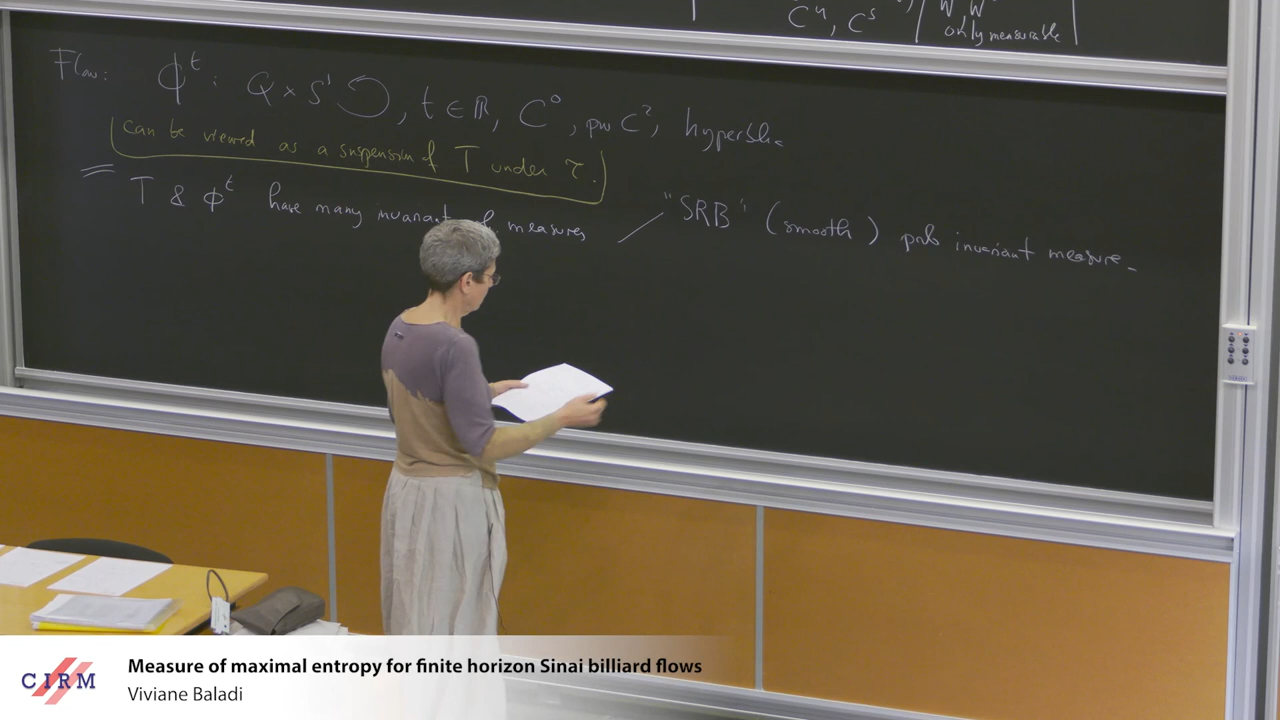 C^u, C^s | W^u W^s
only measurable
Flow: Φ^t : Q × S^1 ↺, t ∈ ℝ, C^0, pw C^2, hyperb
can be viewed as a suspension of T under τ.
= T & Φ^t have many invariant measures "SRB" (smooth) prob invariant measure
Measure of maximal entropy for finite horizon Sinai billiard flows
CIRM
Viviane Baladi